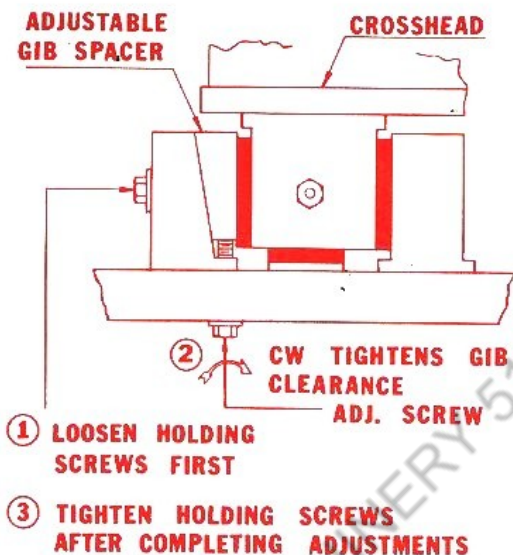 ADJUSTABLE
GIB SPACER
CROSSHEAD
② CW TIGHTENS GIB
CLEARANCE
ADJ. SCREW
① LOOSEN HOLDING
SCREWS FIRST
③ TIGHTEN HOLDING SCREWS
AFTER COMPLETING ADJUSTMENTS